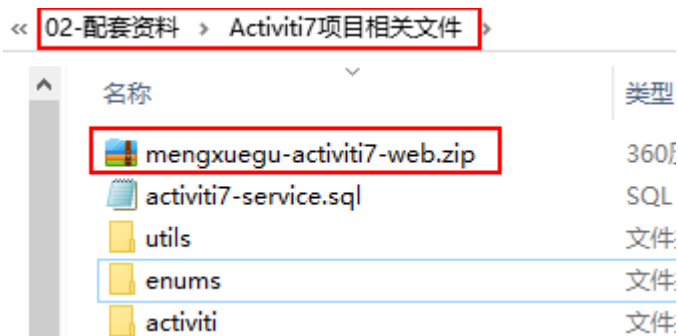 « 02-配套资料 › Activiti7项目相关文件 ›
名称 类型
mengxuegu-activiti7-web.zip 360
activiti7-service.sql SQL
utils 文件
enums 文件
activiti 文件